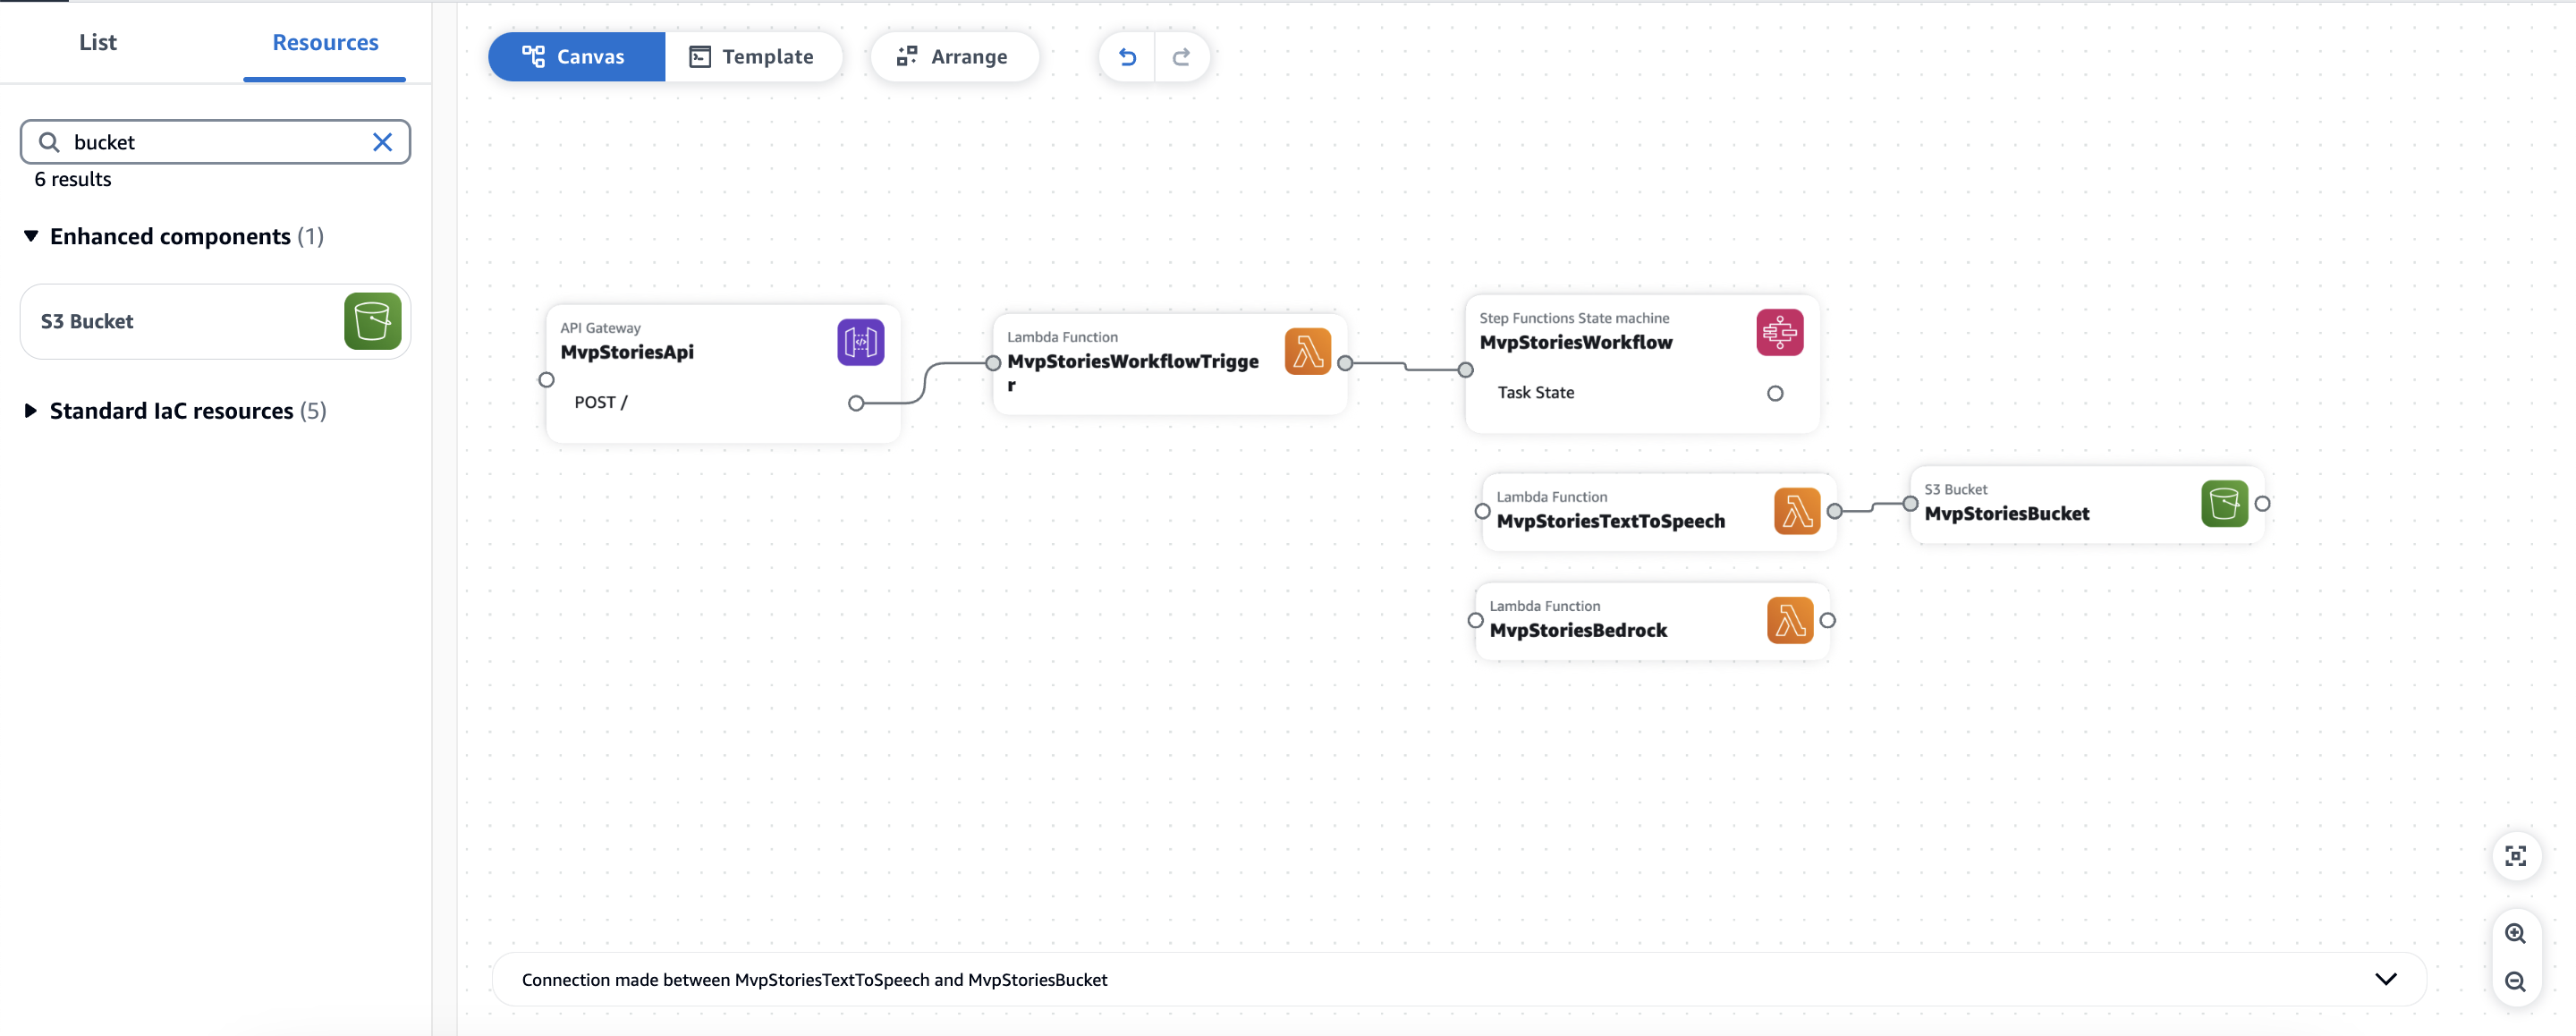 List
Resources
bucket
6 results
Enhanced components (1)
S3 Bucket
Standard IaC resources (5)
Canvas
Template
Arrange
API Gateway
MvpStoriesApi
POST /
Lambda Function
MvpStoriesWorkflowTrigge
r
Step Functions State machine
MvpStoriesWorkflow
Task State
Lambda Function
MvpStoriesTextToSpeech
S3 Bucket
MvpStoriesBucket
Lambda Function
MvpStoriesBedrock
Connection made between MvpStoriesTextToSpeech and MvpStoriesBucket